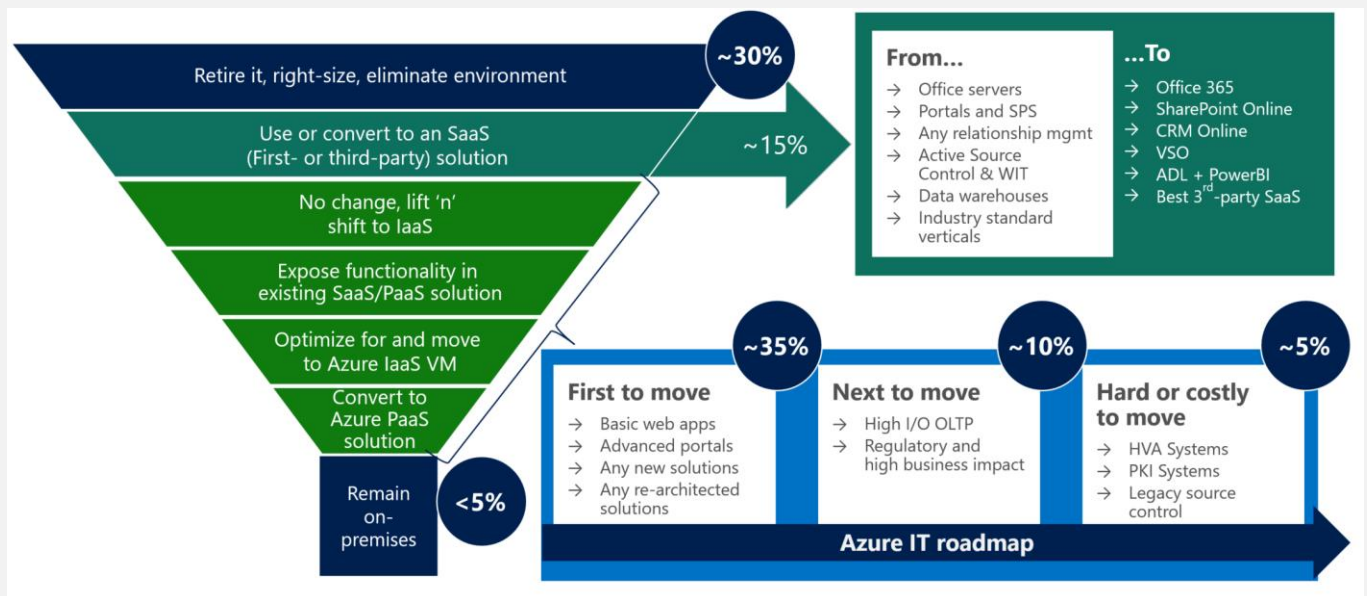 Retire it, right-size, eliminate environment
~30%
Use or convert to an SaaS
(First- or third-party) solution
~15%
No change, lift ‘n’
shift to IaaS
Expose functionality in
existing SaaS/PaaS solution
Optimize for and move
to Azure IaaS VM
Convert to
Azure PaaS
solution
Remain
on-
premises
<5%
From...
→ Office servers
→ Portals and SPS
→ Any relationship mgmt
→ Active Source
Control & WIT
→ Data warehouses
→ Industry standard
verticals
...To
→ Office 365
→ SharePoint Online
→ CRM Online
→ VSO
→ ADL + PowerBI
→ Best 3rd-party SaaS
~35%
First to move
→ Basic web apps
→ Advanced portals
→ Any new solutions
→ Any re-architected
solutions
~10%
Next to move
→ High I/O OLTP
→ Regulatory and
high business impact
~5%
Hard or costly
to move
→ HVA Systems
→ PKI Systems
→ Legacy source
control
Azure IT roadmap